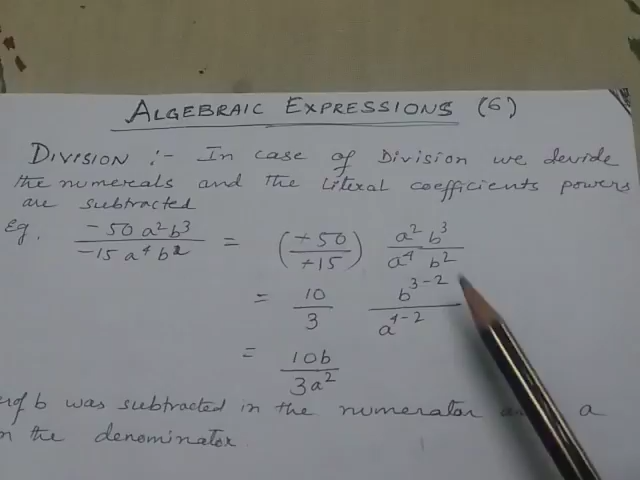 ALGEBRAIC EXPRESSIONS (6)
DIVISION :- In case of Division we devide
the numerals and the literal coefficients powers
are subtracted
Eg. -50 a²b³ / -15 a⁴ b² = (+50 / +15) a² b³ / a⁴ b²
= 10 / 3 b³⁻² / a⁴⁻²
= 10b / 3a²
of b was subtracted in the numerator a
the denominator.